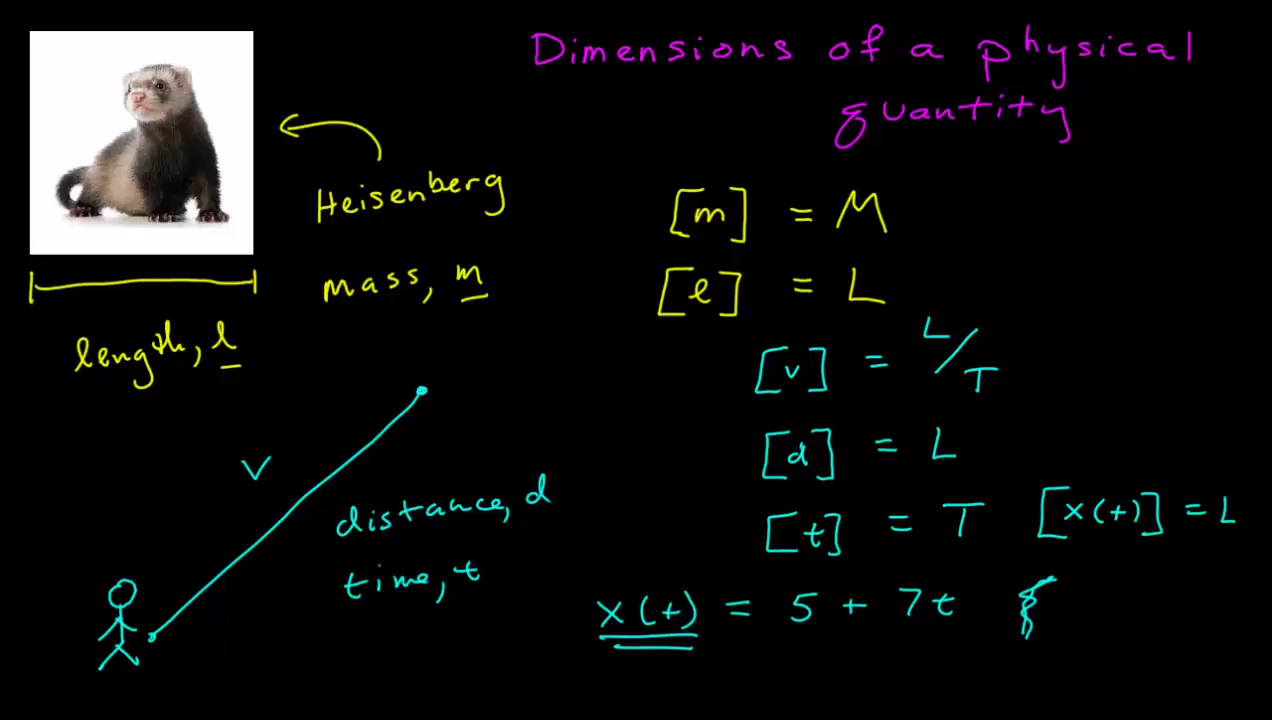 Dimensions of a physical
quantity
Heisenberg
mass, m
length, l
[m] = M
[l] = L
[v] = L/T
[d] = L
[t] = T
[x(t)] = L
v
distance, d
time, t
x(t) = 5 + 7t